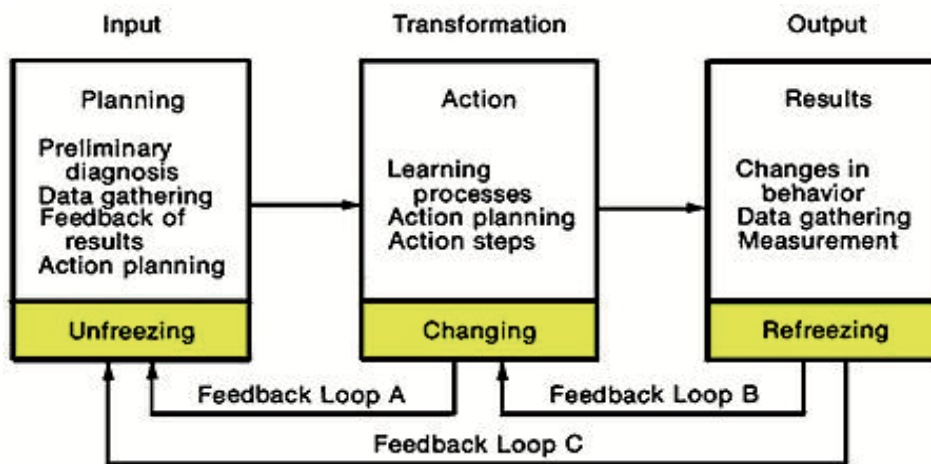 Input
Planning
Preliminary
diagnosis
Data gathering
Feedback of
results
Action planning
Unfreezing
Transformation
Action
Learning
processes
Action planning
Action steps
Changing
Output
Results
Changes in
behavior
Data gathering
Measurement
Refreezing
Feedback Loop A
Feedback Loop B
Feedback Loop C